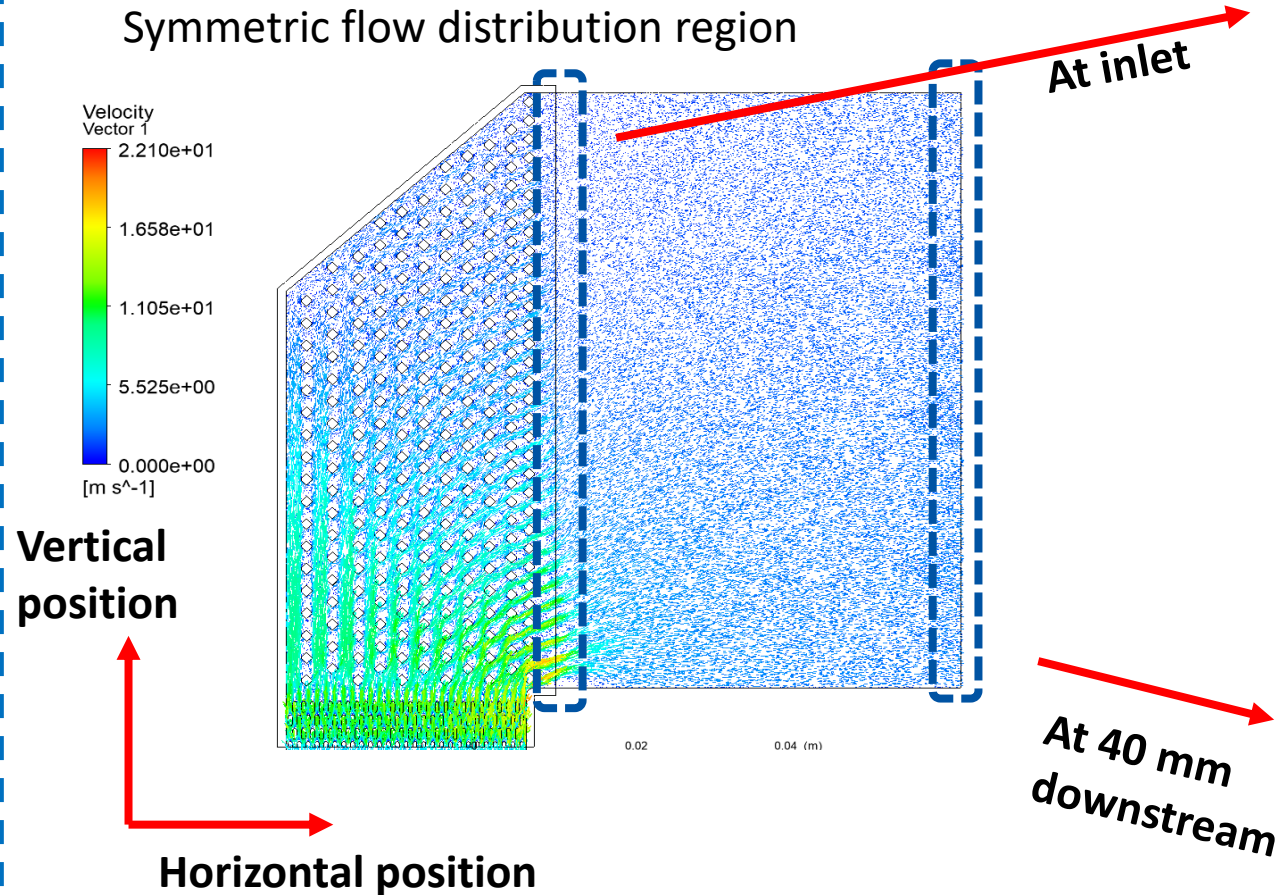 Symmetric flow distribution region
At inlet
Velocity
Vector 1
2.210e+01
1.658e+01
1.105e+01
5.525e+00
0.000e+00
[m s^-1]
Vertical
position
0
0.02
0.04 (m)
At 40 mm
downstream
Horizontal position